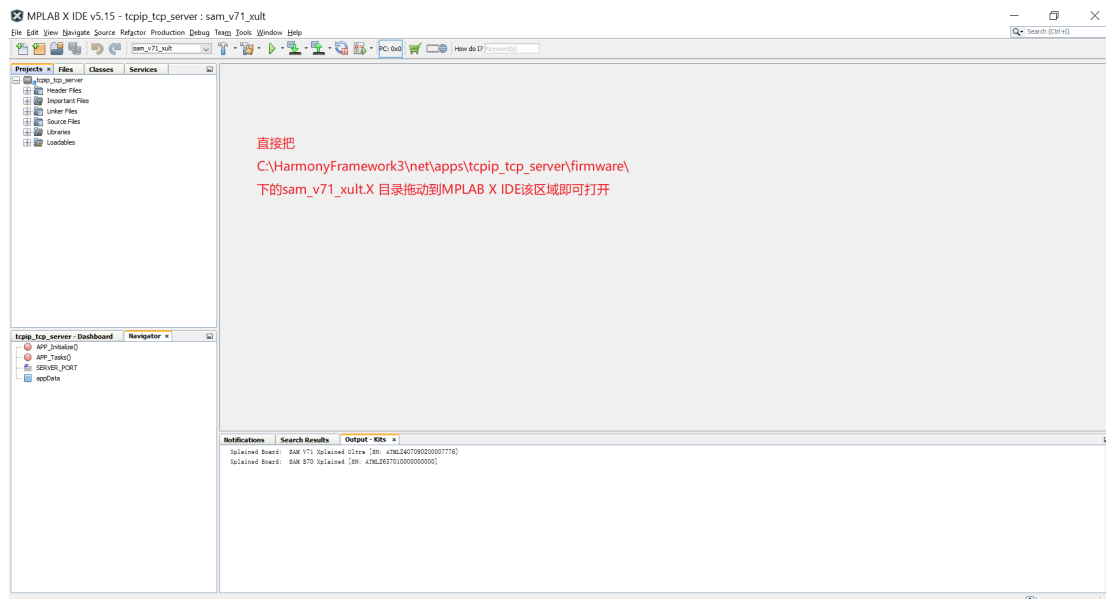 MPLAB X IDE v5.15 - tcpip_tcp_server : sam_v71_xult
File Edit View Navigate Source Refactor Production Debug Team Tools Window Help
Search (Ctrl+I)
sam_v71_xult
PC: 0x0
How do I?
Keyword(s)
Projects × Files Classes Services
tcpip_tcp_server
Header Files
Important Files
Linker Files
Source Files
Libraries
Loadables
直接把
C:\HarmonyFramework3\net\apps\tcpip_tcp_server\firmware\
下的sam_v71_xult.X 目录拖动到MPLAB X IDE该区域即可打开
tcpip_tcp_server - Dashboard Navigator ×
APP_Initialize()
APP_Tasks()
SERVER_PORT
appData
Notifications Search Results Output - Kits ×
Xplained Board: SAM V71 Xplained Ultra [SN: ATML2407090200007776]
Xplained Board: SAM B70 Xplained [SN: ATML2637010000000000]